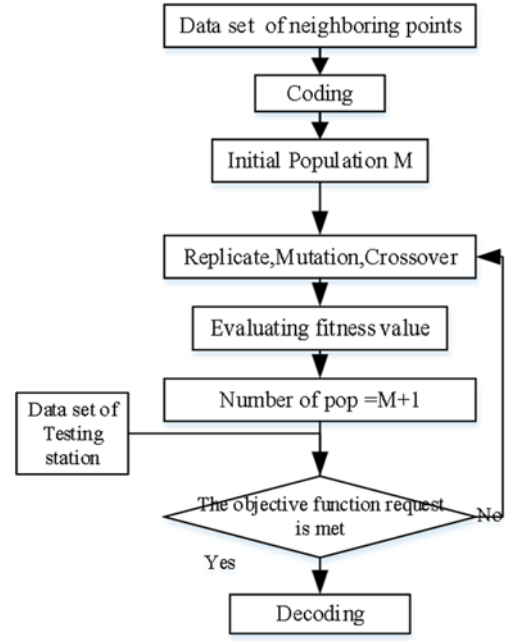 Data set of neighboring points
Coding
Initial Population M
Replicate,Mutation,Crossover
Evaluating fitness value
Number of pop =M+1
Data set of
Testing
station
The objective function request
is met
No
Yes
Decoding